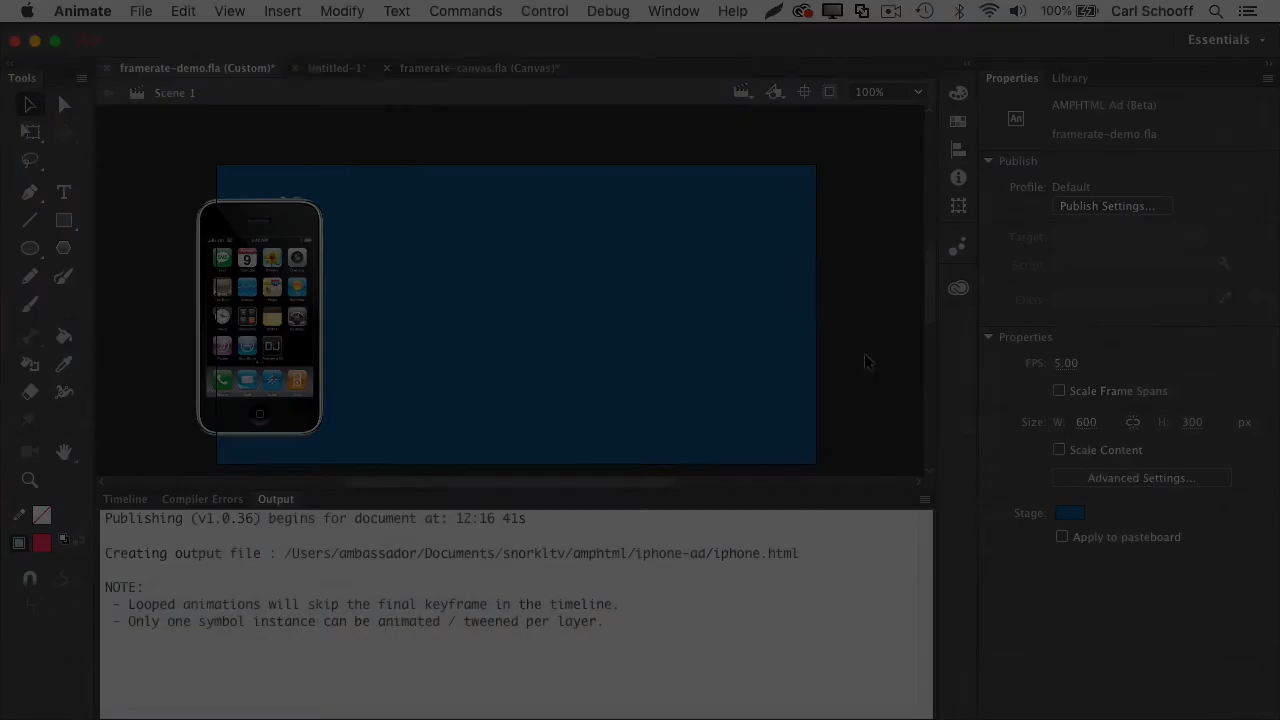 Animate File Edit View Insert Modify Text Commands Control Debug Window Help 100% Carl Schooff
Essentials
Tools
framerate-demo.fla (Custom)* Untitled-1* framerate-canvas.fla (Canvas)*
Properties Library
Scene 1 100%
AMPHTML Ad (Beta)
An
framerate-demo.fla
Publish
Profile: Default
Publish Settings...
Target:
Script:
Class:
Properties
FPS: 5.00
Scale Frame Spans
Size: W: 600 H: 300 px
Scale Content
Advanced Settings...
Stage:
Apply to pasteboard
9
Timeline Compiler Errors Output
Publishing (v1.0.36) begins for document at: 12:16 41s
Creating output file : /Users/ambassador/Documents/snorkltv/amphtml/iphone-ad/iphone.html
NOTE:
- Looped animations will skip the final keyframe in the timeline.
- Only one symbol instance can be animated / tweened per layer.